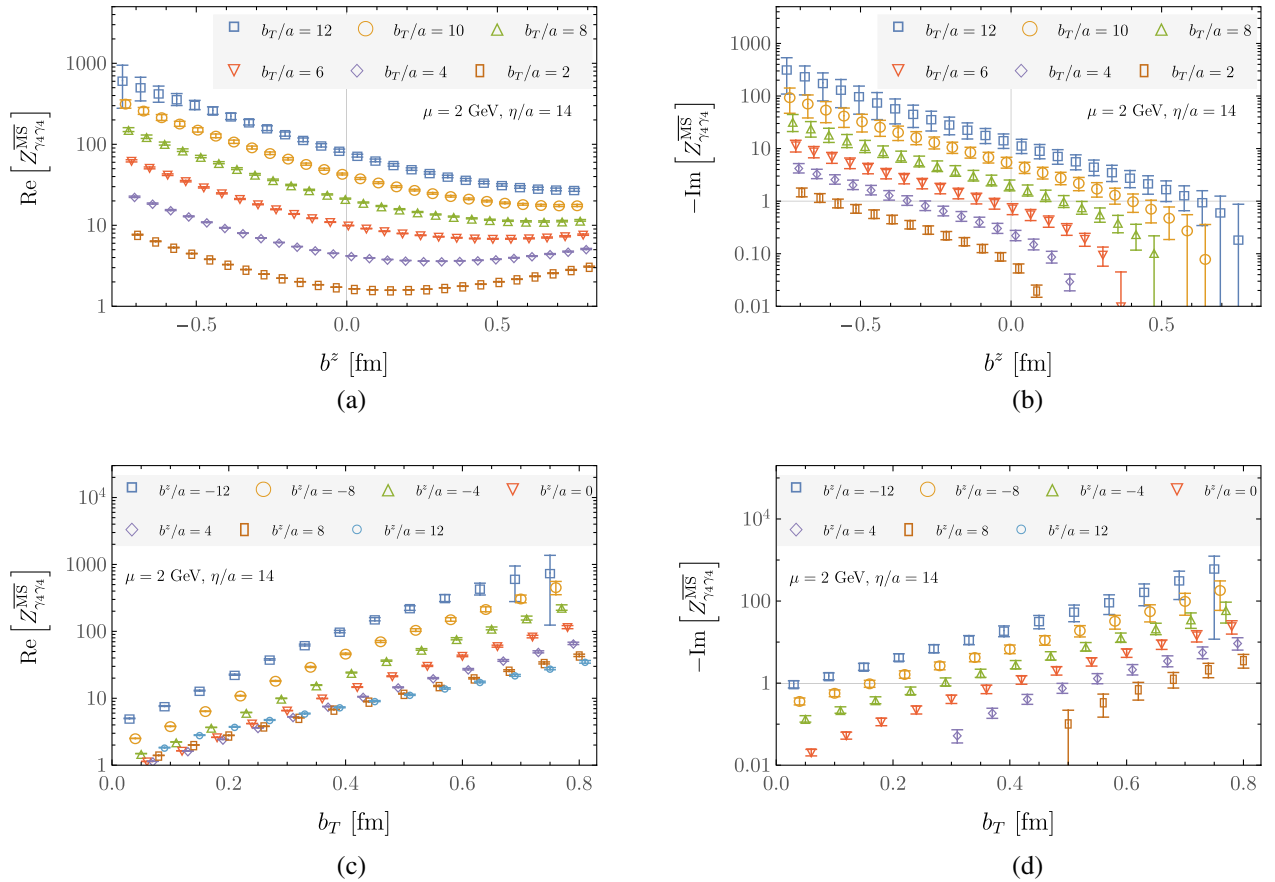 b_T/a = 12 b_T/a = 10 b_T/a = 8
b_T/a = 6 b_T/a = 4 b_T/a = 2
μ = 2 GeV, η/a = 14
Re [Z^{\overline{MS}}_{γ4γ4}]
1000
100
10
1
−0.5 0.0 0.5
b^z [fm]
(a)
b_T/a = 12 b_T/a = 10 b_T/a = 8
b_T/a = 6 b_T/a = 4 b_T/a = 2
μ = 2 GeV, η/a = 14
−Im [Z^{\overline{MS}}_{γ4γ4}]
1000
100
10
1
0.10
0.01
−0.5 0.0 0.5
b^z [fm]
(b)
b^z/a = −12 b^z/a = −8 b^z/a = −4 b^z/a = 0
b^z/a = 4 b^z/a = 8 b^z/a = 12
μ = 2 GeV, η/a = 14
Re [Z^{\overline{MS}}_{γ4γ4}]
10^4
1000
100
10
1
0.0 0.2 0.4 0.6 0.8
b_T [fm]
(c)
b^z/a = −12 b^z/a = −8 b^z/a = −4 b^z/a = 0
b^z/a = 4 b^z/a = 8 b^z/a = 12
μ = 2 GeV, η/a = 14
−Im [Z^{\overline{MS}}_{γ4γ4}]
10^4
100
1
0.01
0.0 0.2 0.4 0.6 0.8
b_T [fm]
(d)